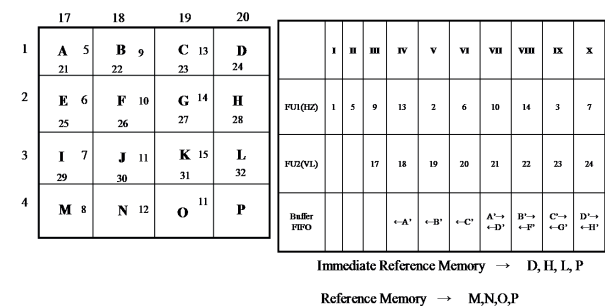 17 18 19 20
1 A 5 B 9 C 13 D
21 22 23 24
2 E 6 F 10 G 14 H
25 26 27 28
3 I 7 J 11 K 15 L
29 30 31 32
4 M 8 N 12 O 11 P
I II III IV V VI VII VIII IX X
FU1(HZ) 1 5 9 13 2 6 10 14 3 7
FU2(VL) 17 18 19 20 21 22 23 24
Buffer FIFO ←A' ←B' ←C' A'→ ←D' B'→ ←F' C'→ ←G' D'→ ←H'
Immediate Reference Memory → D, H, L, P
Reference Memory → M,N,O,P